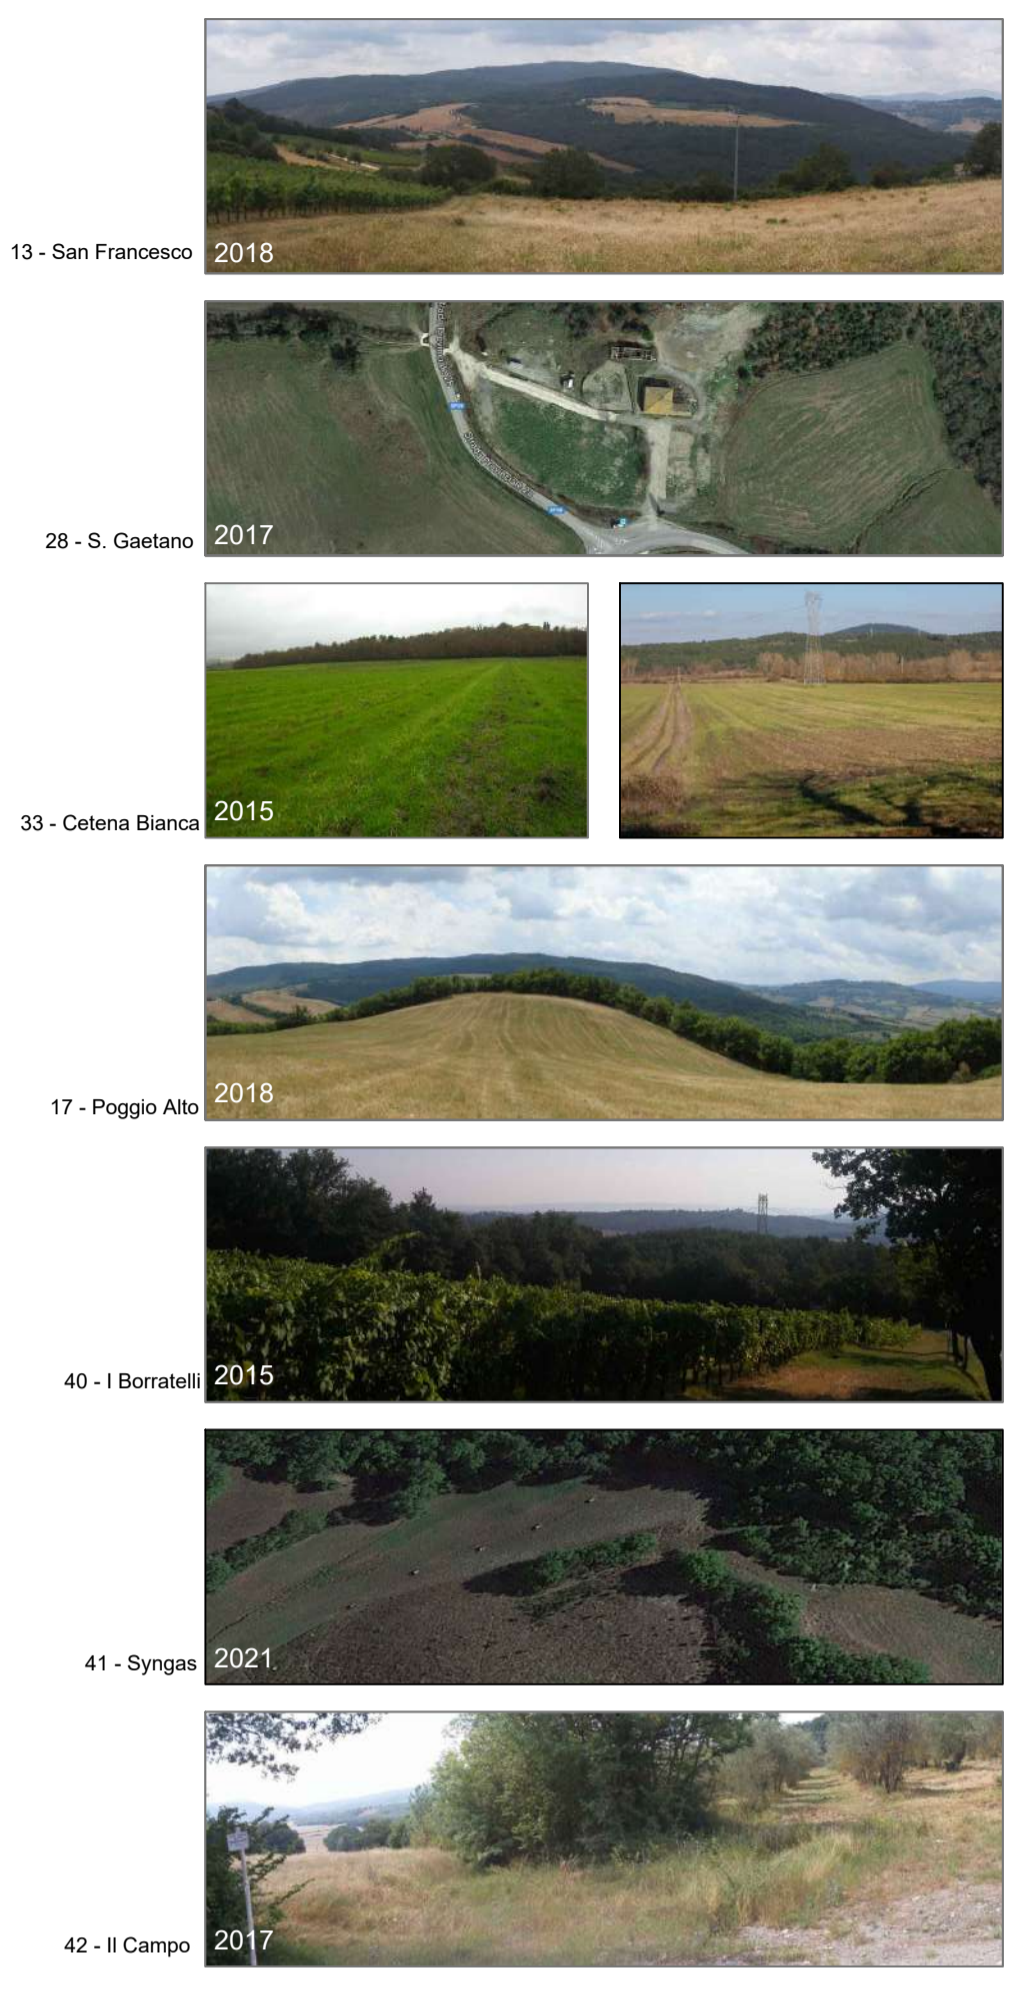 13 - San Francesco
2018
28 - S. Gaetano
2017
33 - Cetena Bianca
2015
17 - Poggio Alto
2018
40 - I Borratelli
2015
41 - Syngas
2021
42 - Il Campo
2017